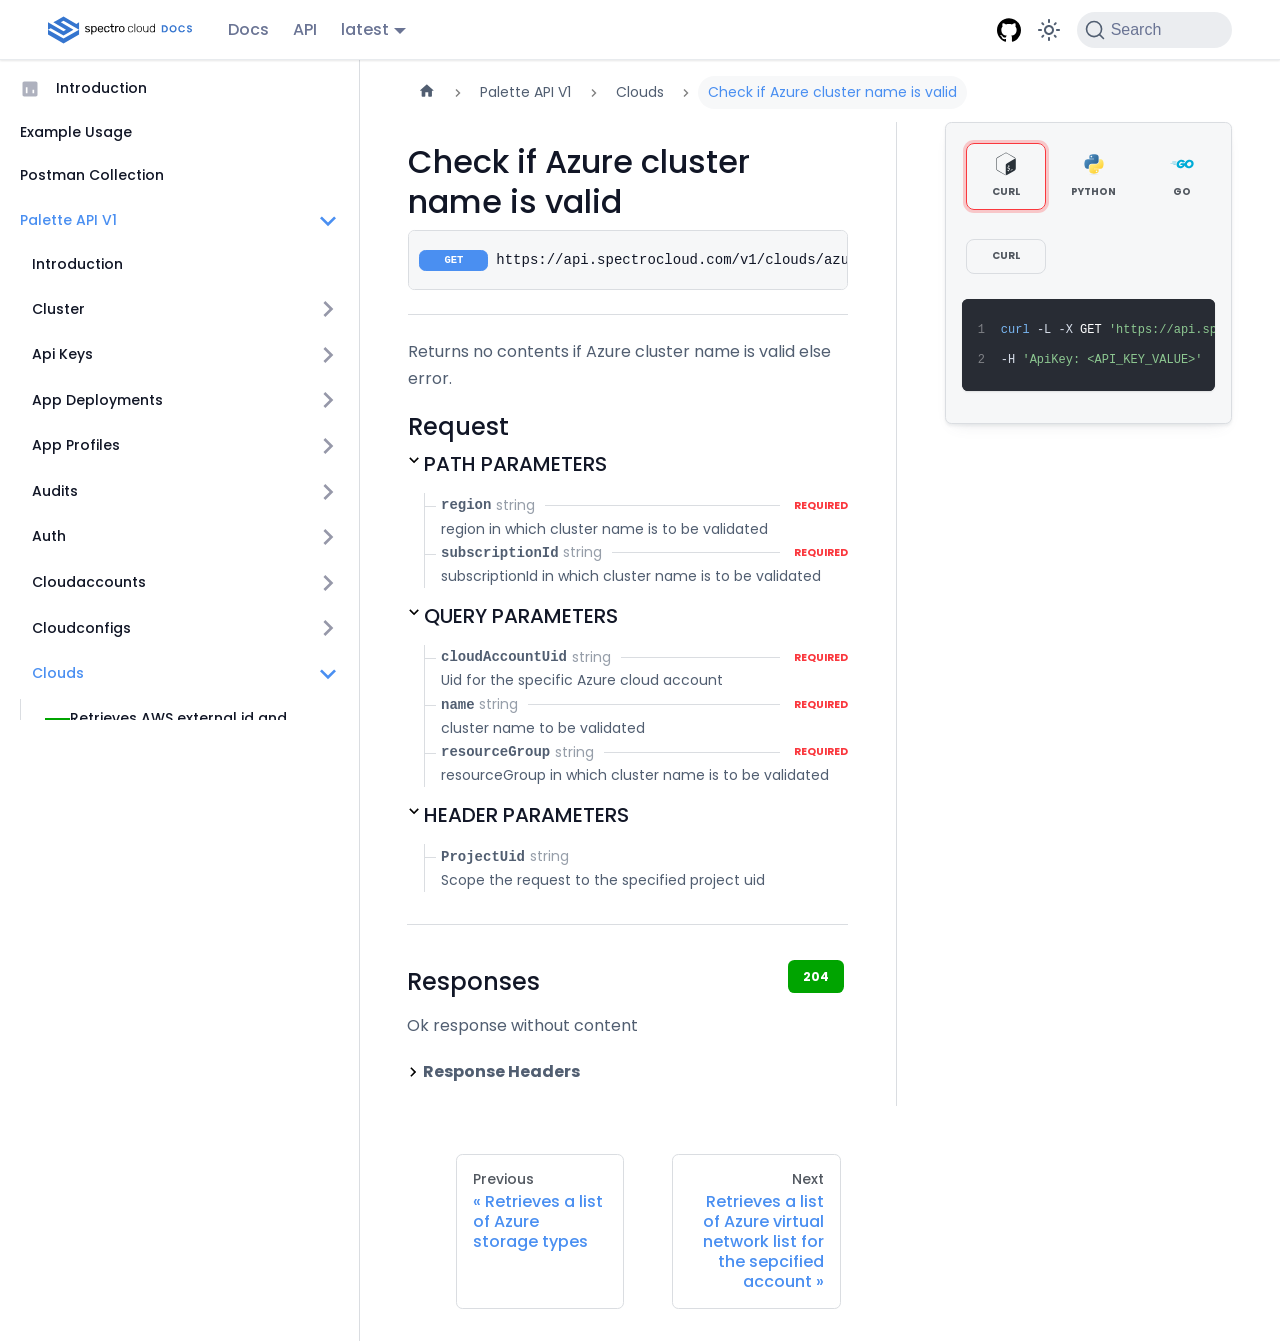 spectro cloud DOCS
Docs
API
latest
Search
Introduction
Example Usage
Postman Collection
Palette API V1
Introduction
Cluster
Api Keys
App Deployments
App Profiles
Audits
Auth
Cloudaccounts
Cloudconfigs
Clouds
Retrieves AWS external id and
Palette API V1
Clouds
Check if Azure cluster name is valid
Check if Azure cluster
name is valid
GET https://api.spectrocloud.com/v1/clouds/azu
Returns no contents if Azure cluster name is valid else
error.
Request
PATH PARAMETERS
region string REQUIRED
region in which cluster name is to be validated
subscriptionId string REQUIRED
subscriptionId in which cluster name is to be validated
QUERY PARAMETERS
cloudAccountUid string REQUIRED
Uid for the specific Azure cloud account
name string REQUIRED
cluster name to be validated
resourceGroup string REQUIRED
resourceGroup in which cluster name is to be validated
HEADER PARAMETERS
ProjectUid string
Scope the request to the specified project uid
Responses
204
Ok response without content
Response Headers
Previous
« Retrieves a list
of Azure
storage types
Next
Retrieves a list
of Azure virtual
network list for
the sepcified
account »
CURL
PYTHON
GO
GO
CURL
1 curl -L -X GET 'https://api.sp
2 -H 'ApiKey: <API_KEY_VALUE>'